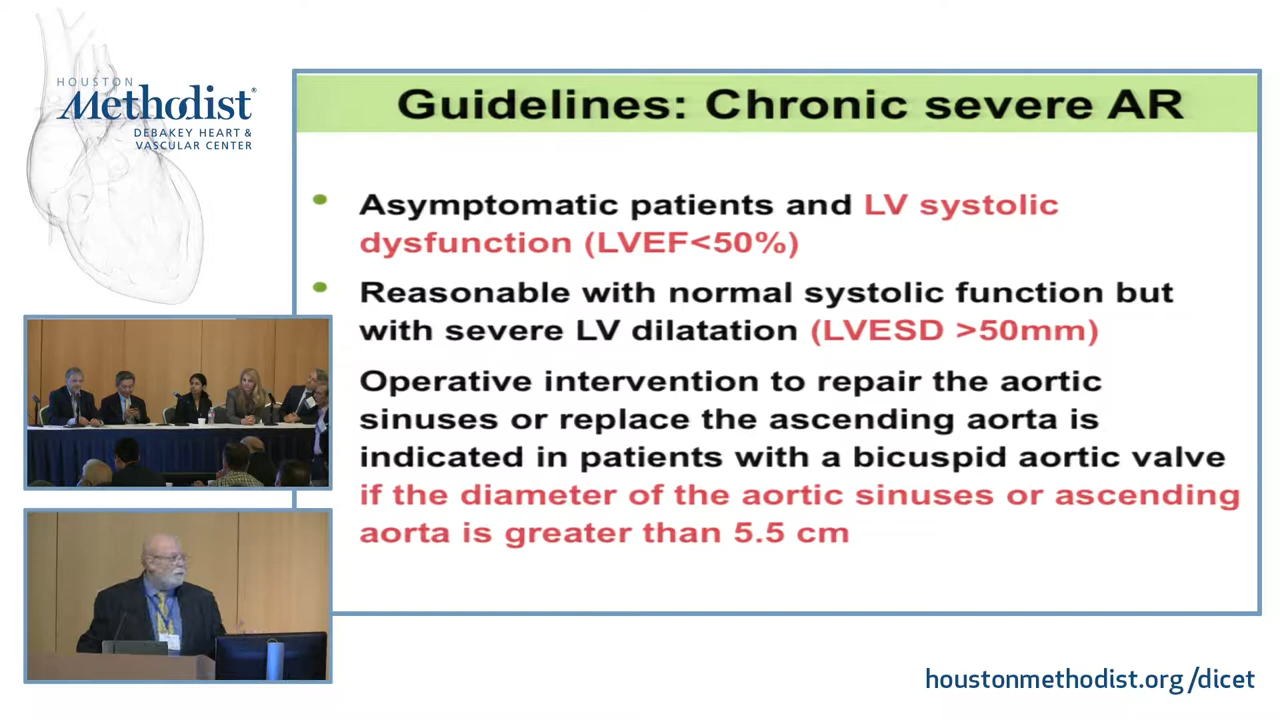 HOUSTON
Methodist®
DEBAKEY HEART &
VASCULAR CENTER
Guidelines: Chronic severe AR
• Asymptomatic patients and LV systolic
dysfunction (LVEF<50%)
• Reasonable with normal systolic function but
with severe LV dilatation (LVESD >50mm)
Operative intervention to repair the aortic
sinuses or replace the ascending aorta is
indicated in patients with a bicuspid aortic valve
if the diameter of the aortic sinuses or ascending
aorta is greater than 5.5 cm
houstonmethodist.org/dicet